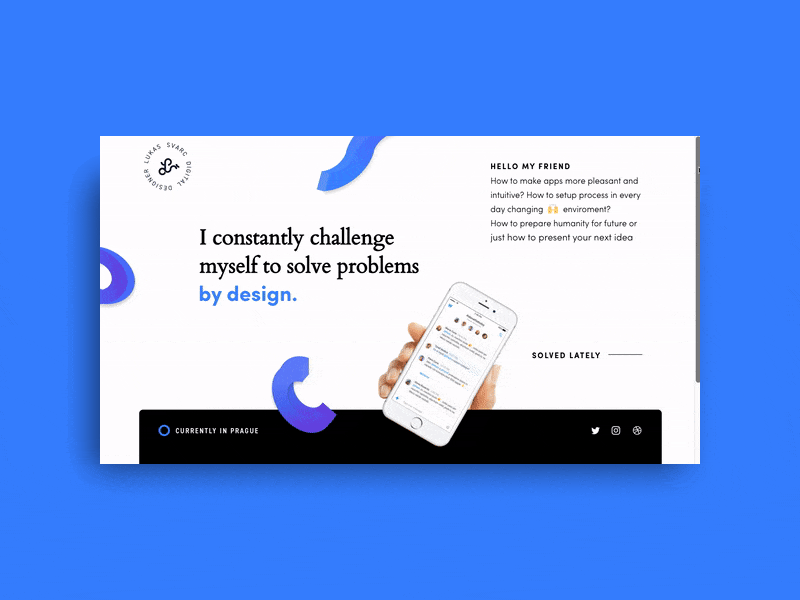 LUKAS SVARC DIGITAL DESIGNER
HELLO MY FRIEND
How to make apps more pleasant and
intuitive? How to setup process in every
day changing 🙌 enviroment?
How to prepare humanity for future or
just how to present your next idea
I constantly challenge
myself to solve problems
by design.
SOLVED LATELY
CURRENTLY IN PRAGUE